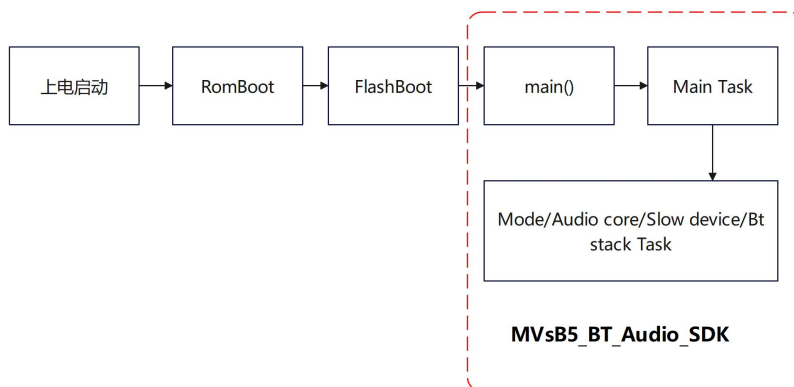 上电启动
RomBoot
FlashBoot
main()
Main Task
Mode/Audio core/Slow device/Bt
stack Task
MVsB5_BT_Audio_SDK